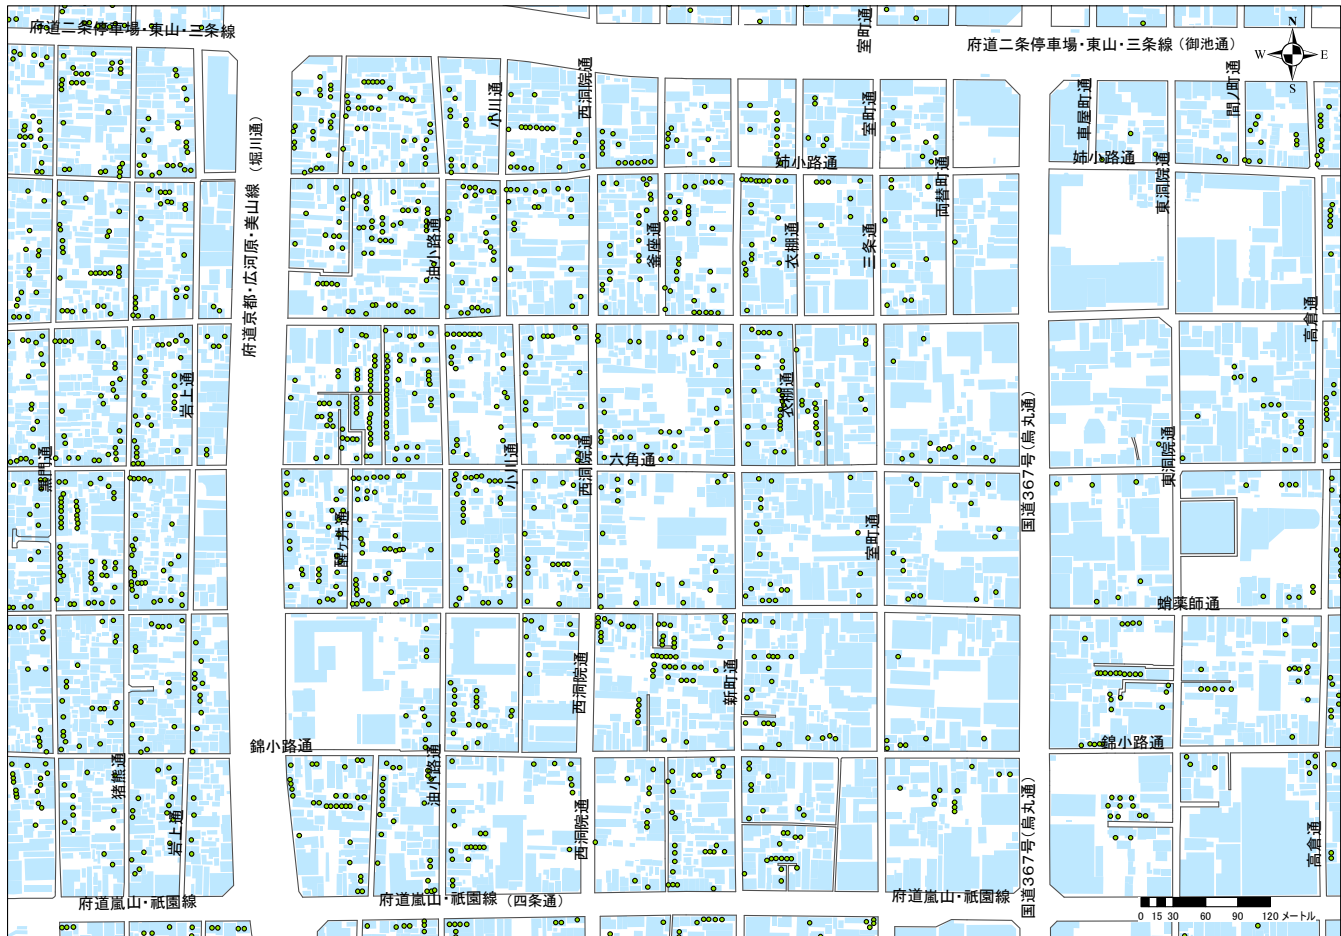 府道二条停車場・東山・三条線
室町通
府道二条停車場・東山・三条線 (御池通)
N
W
E
S
小川通
西洞院通
室町通
車屋町通
間ノ町通
府道京都・広河原・美山線 (堀川通)
姉小路通
姉小路通
両替町通
東洞院通
油小路通
釜座通
衣棚通
三条通
高倉通
岩上通
衣棚通
国道367号(烏丸通)
黒門通
小川通
西洞院通
六角通
東洞院通
醒ヶ井通
室町通
蛸薬師通
西洞院通
新町通
錦小路通
錦小路通
猪熊通
油小路通
岩上通
西洞院通
国道367号(烏丸通)
高倉通
府道嵐山・祇園線
府道嵐山・祇園線 (四条通)
府道嵐山・祇園線
0 15 30 60 90 120 メートル